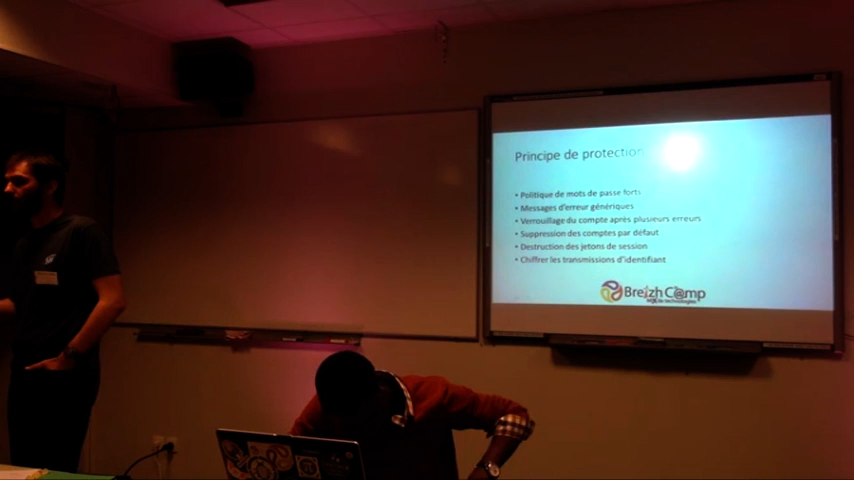 Principe de protection
• Politique de mots de passe forts
• Messages d'erreur génériques
• Verrouillage du compte après plusieurs erreurs
• Suppression des comptes par défaut
• Destruction des jetons de session
• Chiffrer les transmissions d'identifiant
Breizh C@mp